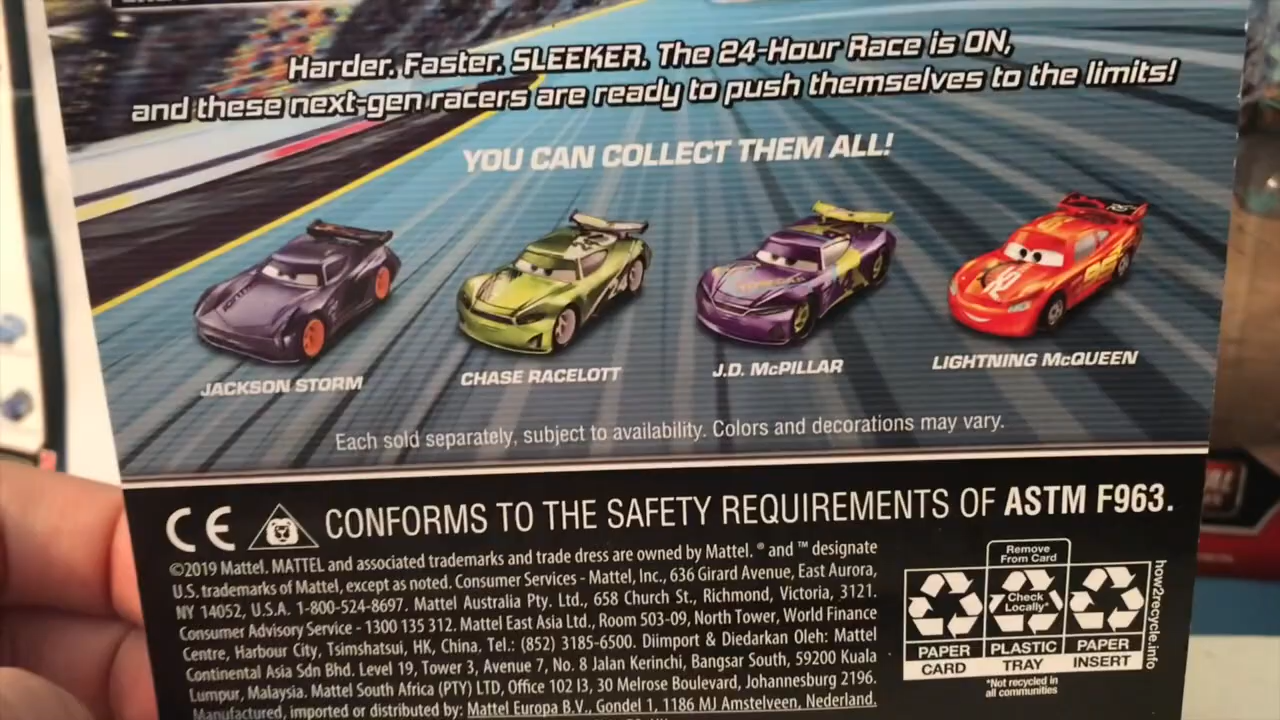 Harder. Faster. SLEEKER. The 24-Hour Race is ON,
and these next-gen racers are ready to push themselves to the limits!
YOU CAN COLLECT THEM ALL!
24
JACKSON STORM
CHASE RACELOTT
J.D. McPILLAR
LIGHTNING McQUEEN
Each sold separately, subject to availability. Colors and decorations may vary.
CE CONFORMS TO THE SAFETY REQUIREMENTS OF ASTM F963.
©2019 Mattel. MATTEL and associated trademarks and trade dress are owned by Mattel. ® and ™ designate
U.S. trademarks of Mattel, except as noted. Consumer Services - Mattel, Inc., 636 Girard Avenue, East Aurora,
NY 14052, U.S.A. 1-800-524-8697. Mattel Australia Pty. Ltd., 658 Church St., Richmond, Victoria, 3121.
Consumer Advisory Service - 1300 135 312. Mattel East Asia Ltd., Room 503-09, North Tower, World Finance
Centre, Harbour City, Tsimshatsui, HK, China. Tel.: (852) 3185-6500. Diimport & Diedarkan Oleh: Mattel
Continental Asia Sdn Bhd. Level 19, Tower 3, Avenue 7, No. 8 Jalan Kerinchi, Bangsar South, 59200 Kuala
Lumpur, Malaysia. Mattel South Africa (PTY) LTD, Office 102 I3, 30 Melrose Boulevard, Johannesburg 2196.
Manufactured, imported or distributed by: Mattel Europa B.V., Gondel 1, 1186 MJ Amstelveen, Nederland.
Remove
From Card
Check
Locally*
PAPER
CARD
PLASTIC
TRAY
PAPER
INSERT
*Not recycled in
all communities
how2recycle.info